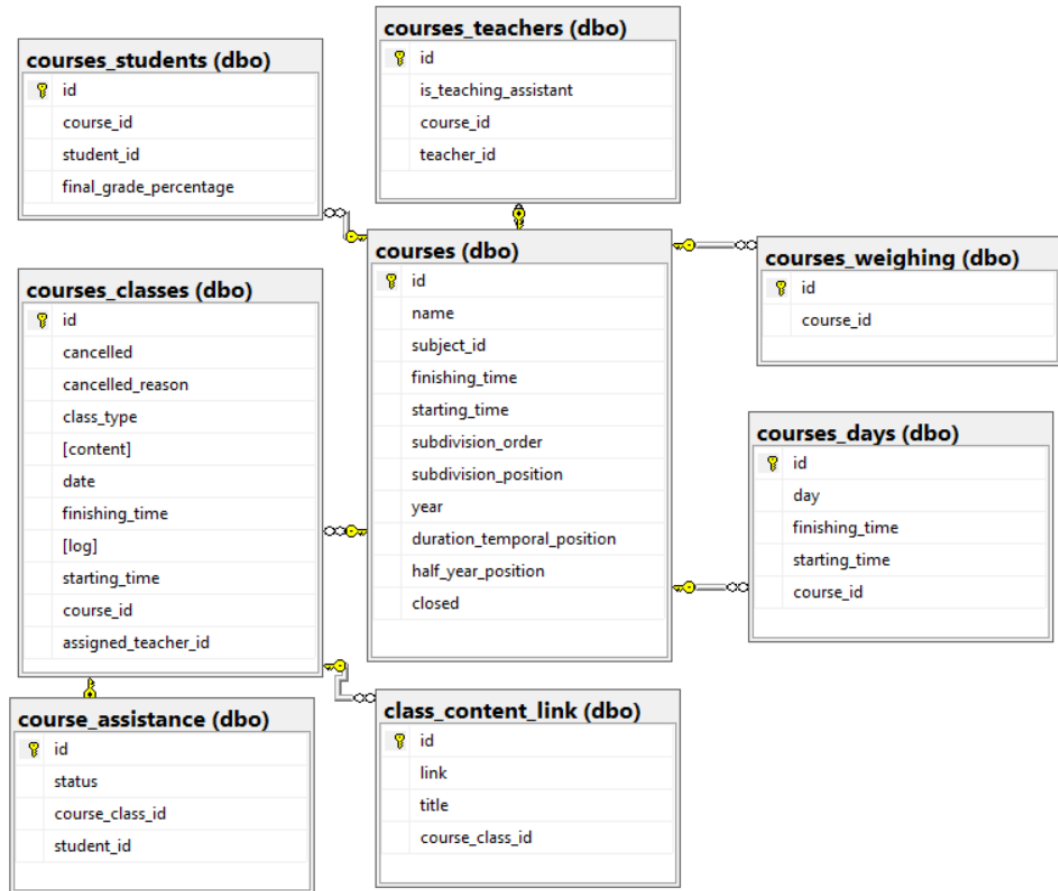 courses_students (dbo)
id
course_id
student_id
final_grade_percentage
courses_teachers (dbo)
id
is_teaching_assistant
course_id
teacher_id
courses (dbo)
id
name
subject_id
finishing_time
starting_time
subdivision_order
subdivision_position
year
duration_temporal_position
half_year_position
closed
courses_weighing (dbo)
id
course_id
courses_classes (dbo)
id
cancelled
cancelled_reason
class_type
[content]
date
finishing_time
[log]
starting_time
course_id
assigned_teacher_id
courses_days (dbo)
id
day
finishing_time
starting_time
course_id
course_assistance (dbo)
id
status
course_class_id
student_id
class_content_link (dbo)
id
link
title
course_class_id